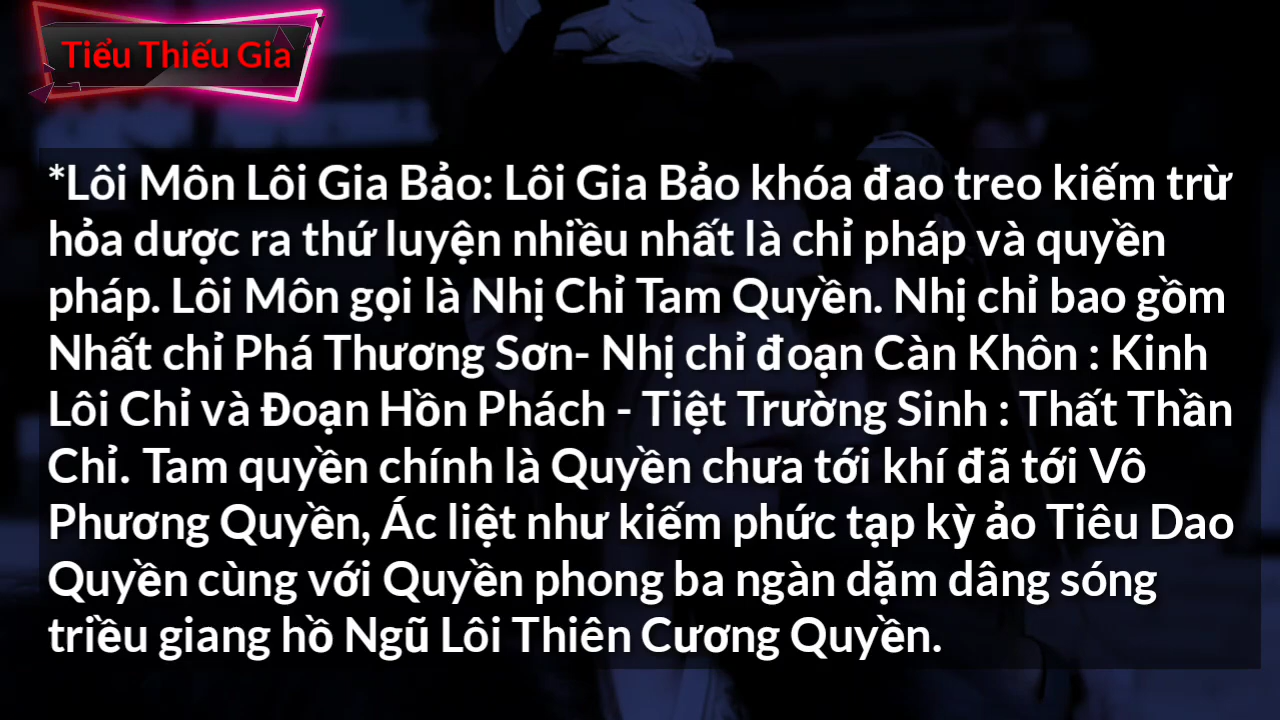 Tiểu Thiếu Gia
*Lôi Môn Lôi Gia Bảo: Lôi Gia Bảo khóa đao treo kiếm trừ
hỏa dược ra thứ luyện nhiều nhất là chỉ pháp và quyền
pháp. Lôi Môn gọi là Nhị Chỉ Tam Quyền. Nhị chỉ bao gồm
Nhất chỉ Phá Thương Sơn- Nhị chỉ đoạn Càn Khôn : Kinh
Lôi Chỉ và Đoạn Hồn Phách - Tiệt Trường Sinh : Thất Thần
Chỉ. Tam quyền chính là Quyền chưa tới khí đã tới Vô
Phương Quyền, Ác liệt như kiếm phức tạp kỳ ảo Tiêu Dao
Quyền cùng với Quyền phong ba ngàn dặm dâng sóng
triều giang hồ Ngũ Lôi Thiên Cương Quyền.